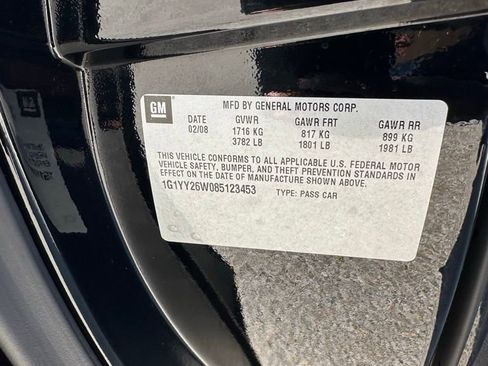 GM
MFD BY GENERAL MOTORS CORP.
DATE GVWR GAWR FRT GAWR RR
02/08 1716 KG 817 KG 899 KG
3782 LB 1801 LB 1981 LB
THIS VEHICLE CONFORMS TO ALL APPLICABLE U.S. FEDERAL MOTOR
VEHICLE SAFETY, BUMPER, AND THEFT PREVENTION STANDARDS IN
EFFECT ON THE DATE OF MANUFACTURE SHOWN ABOVE.
1G1YY26W085123453 TYPE: PASS CAR